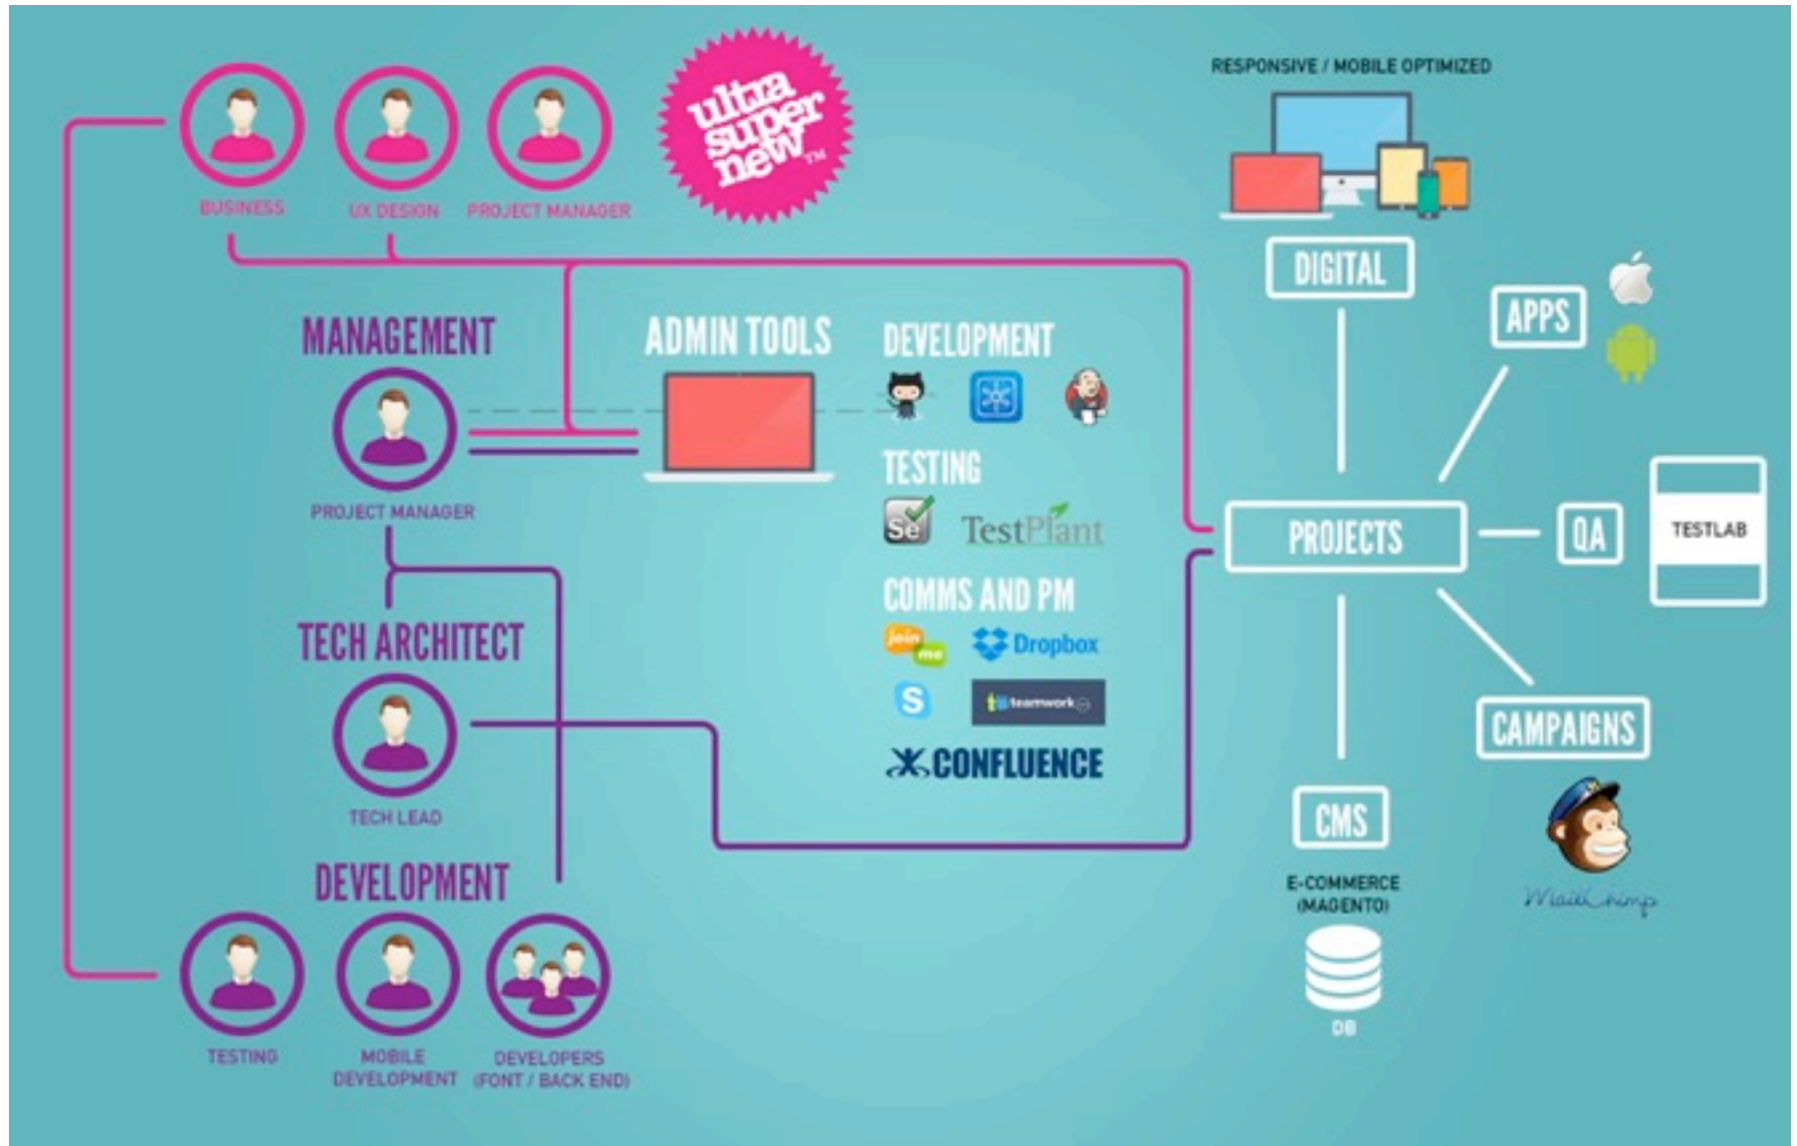 ultra
super
new™
BUSINESS
UX DESIGN
PROJECT MANAGER
RESPONSIVE / MOBILE OPTIMIZED
DIGITAL
APPS
MANAGEMENT
PROJECT MANAGER
ADMIN TOOLS
DEVELOPMENT
TESTING
Se
TestPlant
COMMS AND PM
join
me
Dropbox
S
teamwork
CONFLUENCE
PROJECTS
QA
TESTLAB
TECH ARCHITECT
TECH LEAD
CAMPAIGNS
MailChimp
CMS
E-COMMERCE
(MAGENTO)
DB
DEVELOPMENT
TESTING
MOBILE
DEVELOPMENT
DEVELOPERS
(FONT / BACK END)